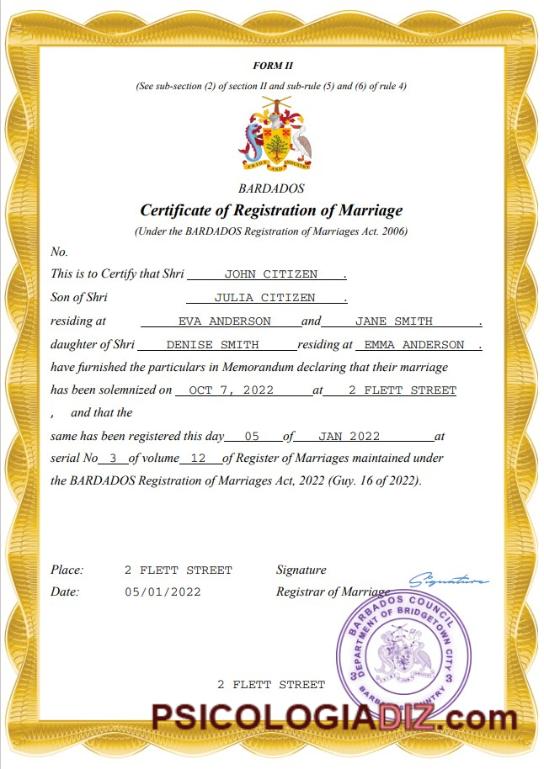 FORM II
(See sub-section (2) of section II and sub-rule (5) and (6) of rule 4)
PRIDE AND INDUSTRY
BARDADOS
Certificate of Registration of Marriage
(Under the BARDADOS Registration of Marriages Act. 2006)
No.
This is to Certify that Shri JOHN CITIZEN .
Son of Shri JULIA CITIZEN .
residing at EVA ANDERSON and JANE SMITH .
daughter of Shri DENISE SMITH residing at EMMA ANDERSON .
have furnished the particulars in Memorandum declaring that their marriage
has been solemnized on OCT 7, 2022 at 2 FLETT STREET
, and that the
same has been registered this day 05 of JAN 2022 at
serial No 3 of volume 12 of Register of Marriages maintained under
the BARDADOS Registration of Marriages Act, 2022 (Guy. 16 of 2022).
Place: 2 FLETT STREET Signature
Signature
Date: 05/01/2022 Registrar of Marriage
BARBADOS COUNCIL
DEPARTMENT OF BRIDGETOWN CITY
2 FLETT STREET
PSICOLOGIADIZ.com